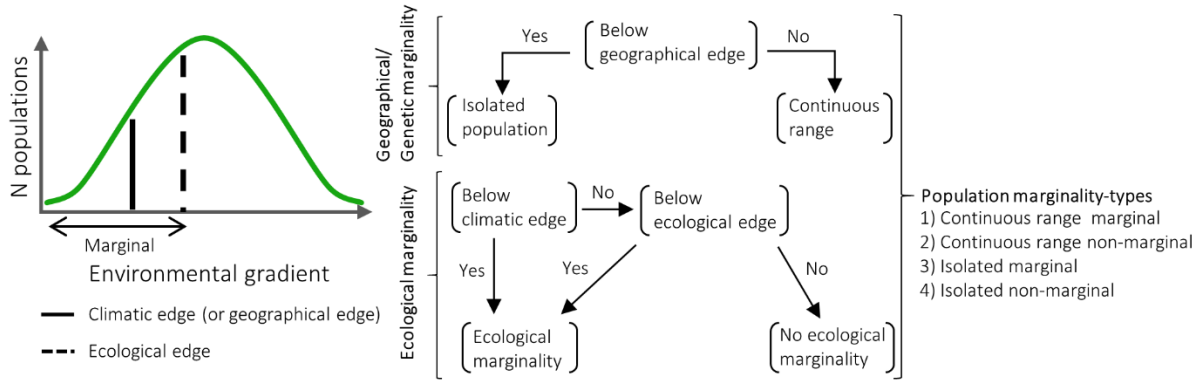 N populations
Marginal
Environmental gradient
Climatic edge (or geographical edge)
Ecological edge
Geographical/
Genetic marginality
Below
geographical edge
Yes
No
Isolated
population
Continuous
range
Ecological marginality
Below
climatic edge
No
Below
ecological edge
Yes
Yes
No
Ecological
marginality
No ecological
marginality
Population marginality-types
1) Continuous range marginal
2) Continuous range non-marginal
3) Isolated marginal
4) Isolated non-marginal